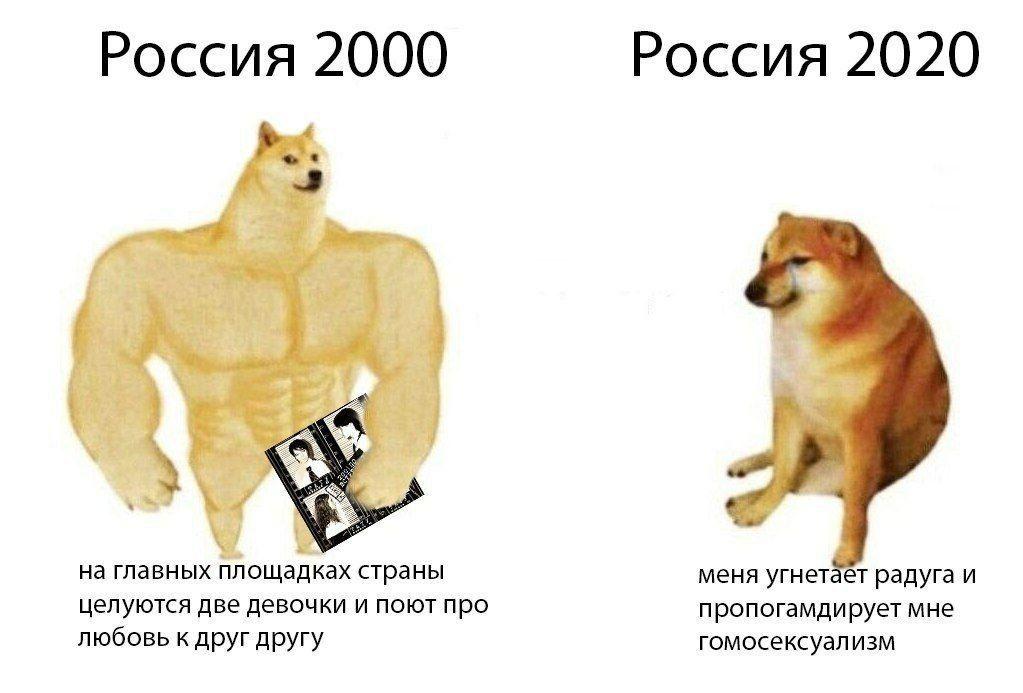 Россия 2000
Россия 2020
на главных площадках страны
целуются две девочки и поют про
любовь к друг другу
меня угнетает радуга и
пропогамдирует мне
гомосексуализм